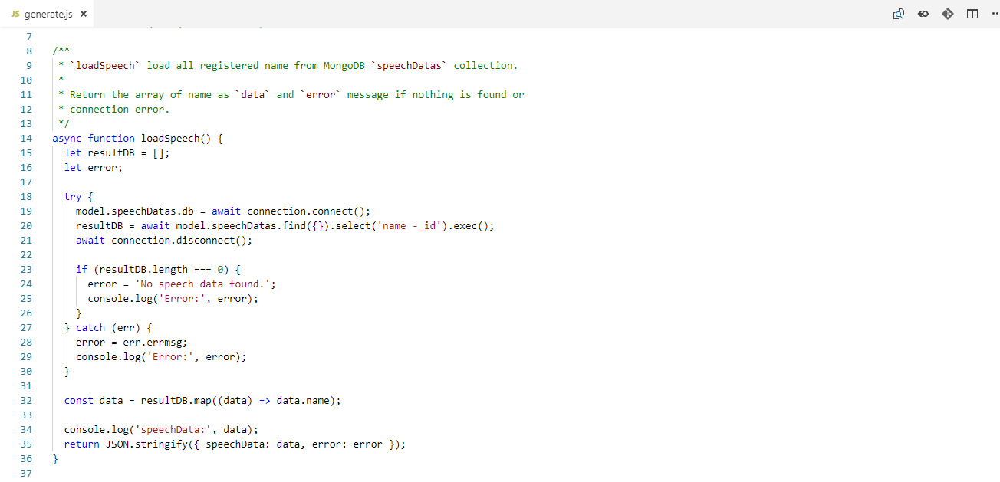 JS generate.js ×
7
8 /**
9  * `loadSpeech` load all registered name from MongoDB `speechDatas` collection.
10  *
11  * Return the array of name as `data` and `error` message if nothing is found or
12  * connection error.
13  */
14 async function loadSpeech() {
15   let resultDB = [];
16   let error;
17
18   try {
19     model.speechDatas.db = await connection.connect();
20     resultDB = await model.speechDatas.find({}).select('name -_id').exec();
21     await connection.disconnect();
22
23     if (resultDB.length === 0) {
24       error = 'No speech data found.';
25       console.log('Error:', error);
26     }
27   } catch (err) {
28     error = err.errmsg;
29     console.log('Error:', error);
30   }
31
32   const data = resultDB.map((data) => data.name);
33
34   console.log('speechData:', data);
35   return JSON.stringify({ speechData: data, error: error });
36 }
37